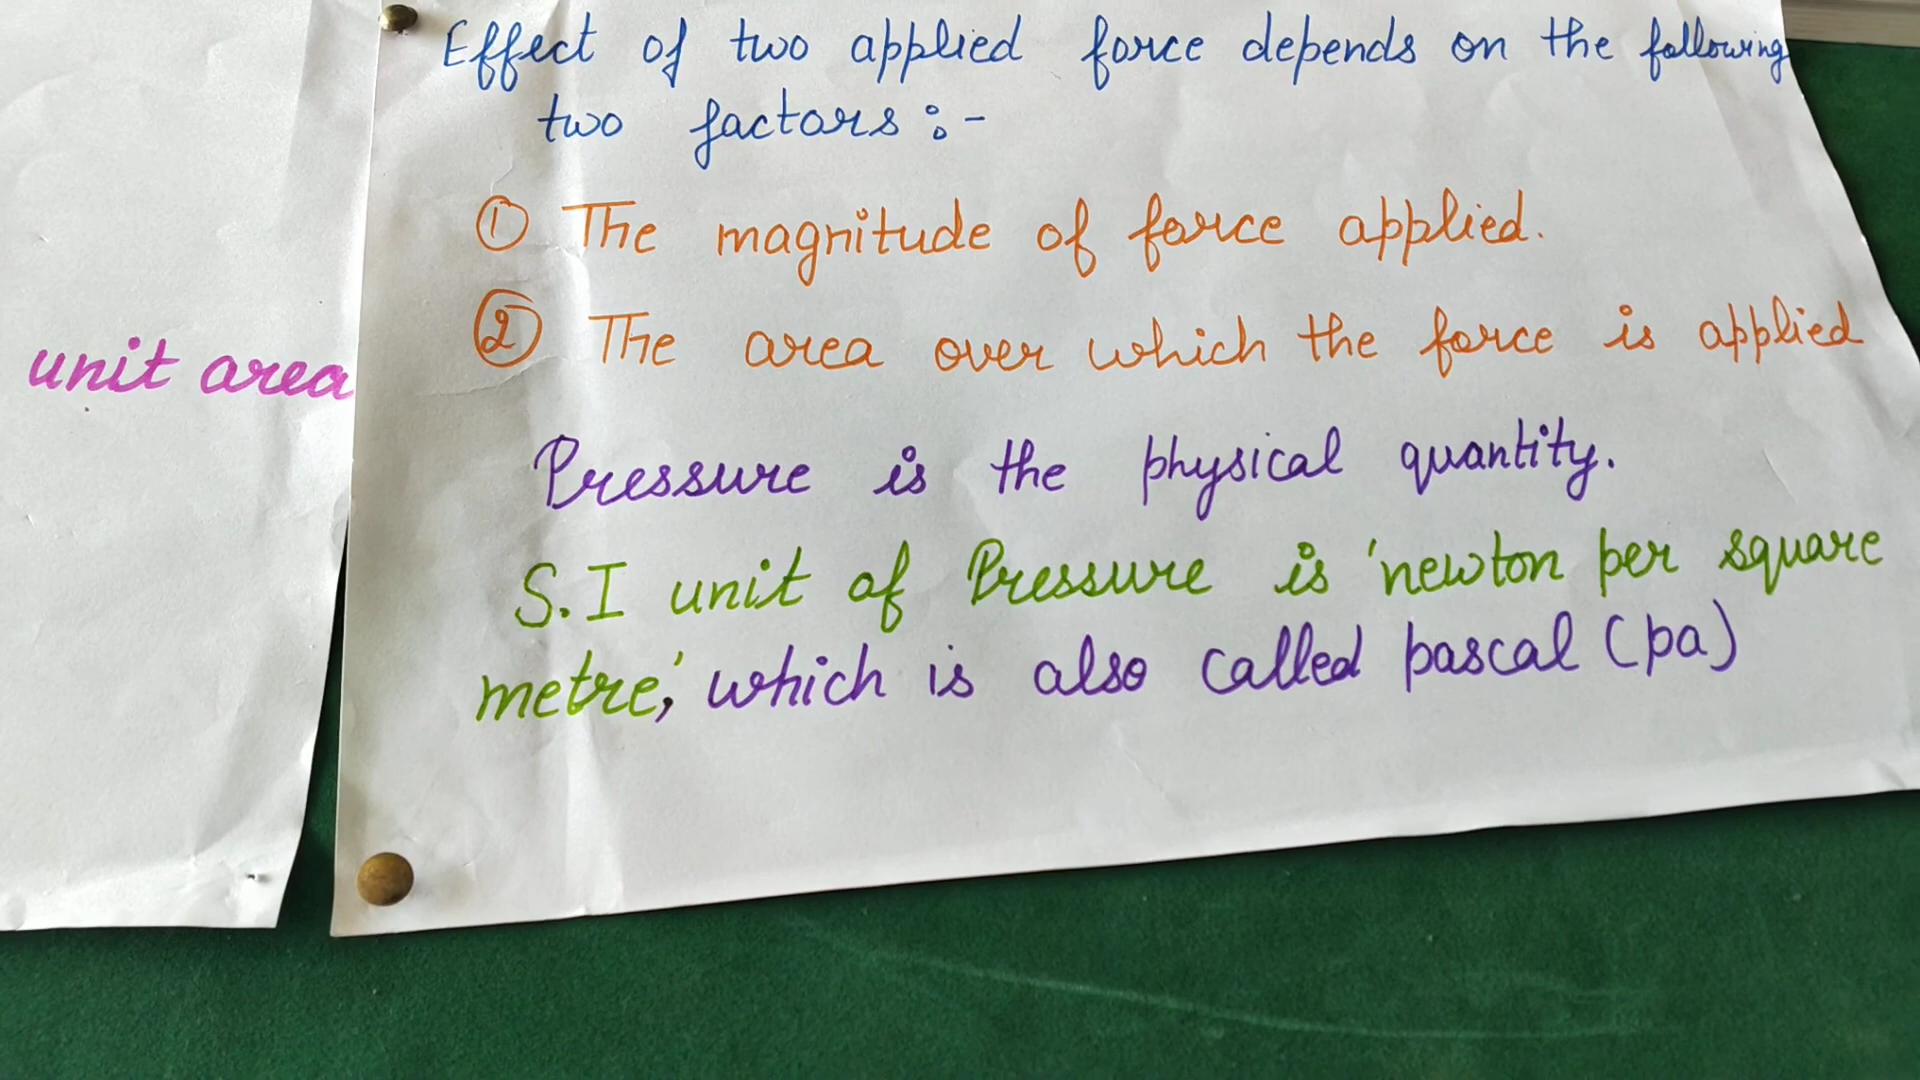 Effect of two applied force depends on the following
two factors :-
① The magnitude of force applied.
② The area over which the force is applied
unit area
Pressure is the physical quantity.
S.I unit of Pressure is 'newton per square
metre,' which is also called pascal (pa)